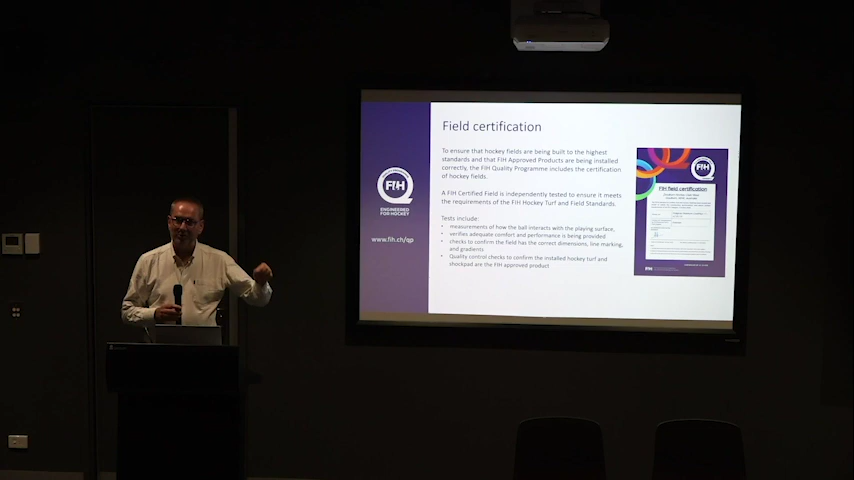 Field certification
To ensure that hockey fields are being built to the highest
standards and that FIH Approved Products are being installed
correctly, the FIH Quality Programme includes the certification
of hockey fields.
A FIH Certified Field is independently tested to ensure it meets
the requirements of the FIH Hockey Turf and Field Standards.
Tests include:
• measurements of how the ball interacts with the playing surface,
verifies adequate comfort and performance is being provided
• checks to confirm the field has the correct dimensions, line marking,
and gradients
• Quality control checks to confirm the installed hockey turf and
shockpad are the FIH approved product
FIH
ENGINEERED
FOR HOCKEY
www.fih.ch/qp
FIH
FIH field certification
FIH